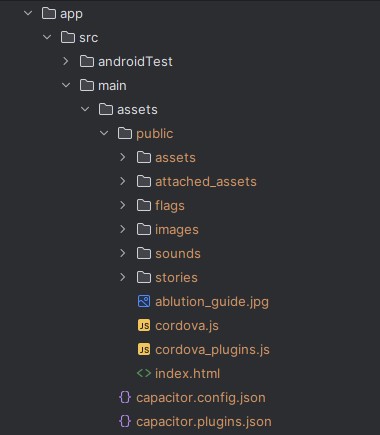 app
src
androidTest
main
assets
public
assets
attached_assets
flags
images
sounds
stories
ablution_guide.jpg
JS cordova.js
JS cordova_plugins.js
<> index.html
{} capacitor.config.json
{} capacitor.plugins.json